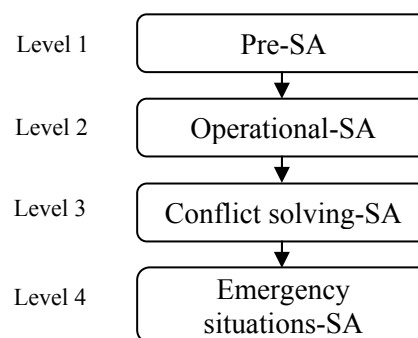 Level 1
Pre-SA
Level 2
Operational-SA
Level 3
Conflict solving-SA
Level 4
Emergency
situations-SA